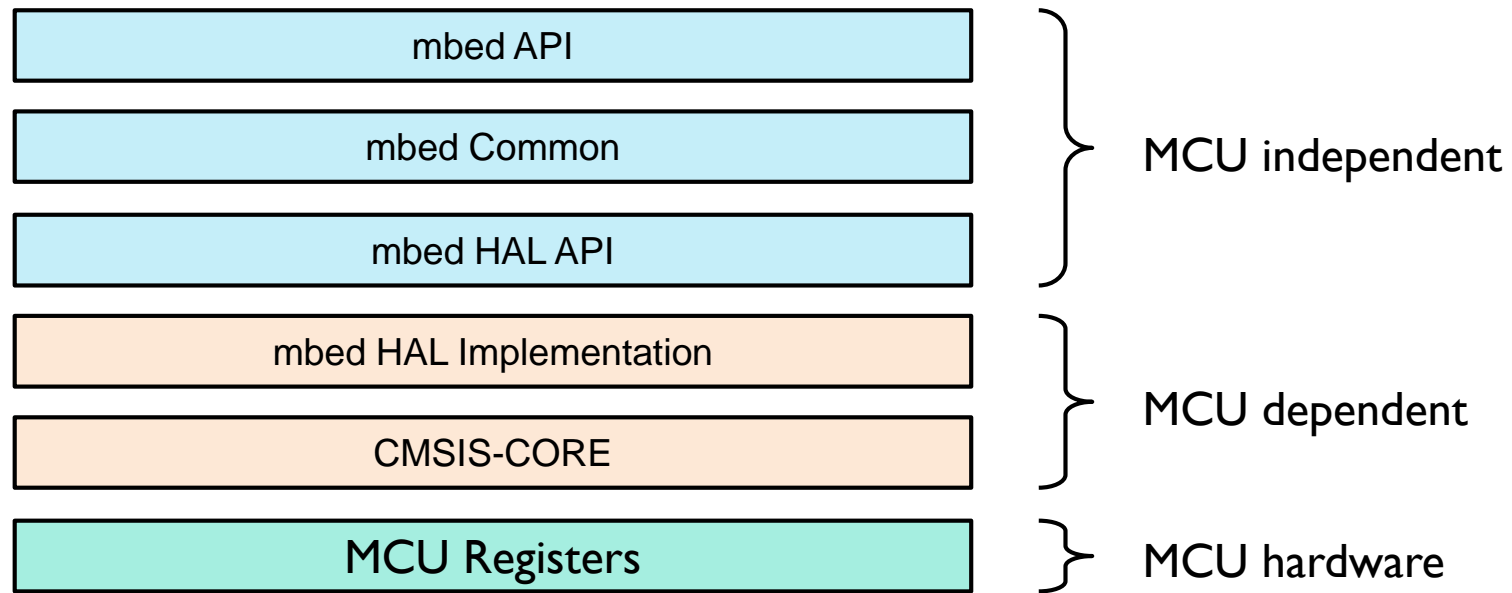 mbed API
mbed Common
MCU independent
mbed HAL API
mbed HAL Implementation
MCU dependent
CMSIS-CORE
MCU Registers
MCU hardware